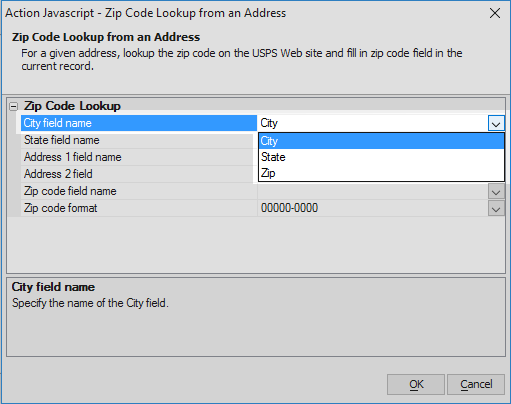 Action Javascript - Zip Code Lookup from an Address
Zip Code Lookup from an Address
For a given address, lookup the zip code on the USPS Web site and fill in zip code field in the
current record.
Zip Code Lookup
City field name City
State field name City
Address 1 field name State
Address 2 field Zip
Zip code field name
Zip code format 00000-0000
City field name
Specify the name of the City field.
OK Cancel